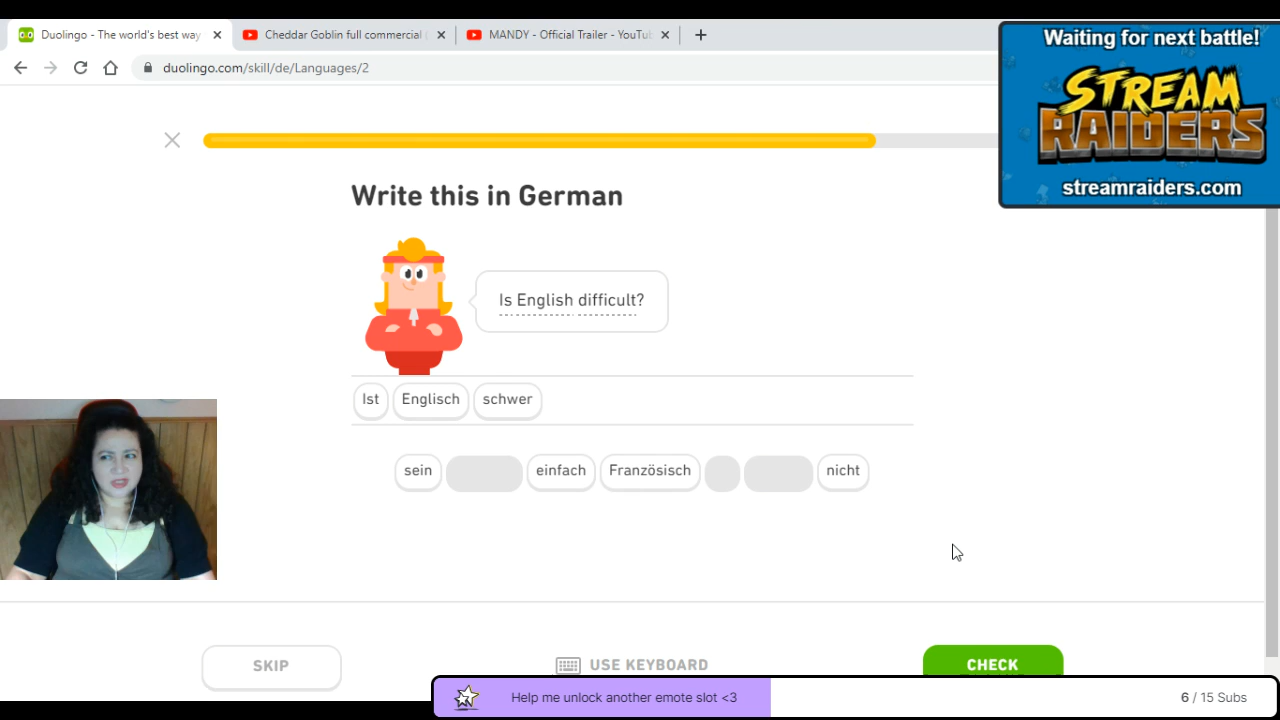 Duolingo - The world's best way
Cheddar Goblin full commercial
MANDY - Official Trailer - YouTub
duolingo.com/skill/de/Languages/2
Waiting for next battle!
STREAM
RAIDERS
streamraiders.com
Write this in German
Is English difficult?
Ist Englisch schwer
sein einfach Französisch nicht
SKIP USE KEYBOARD CHECK
Help me unlock another emote slot <3 6 / 15 Subs